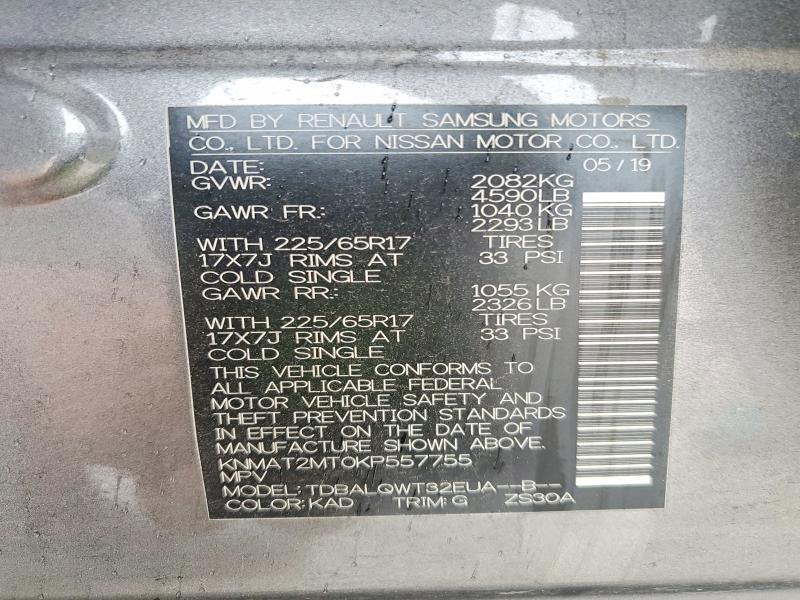 MFD BY RENAULT SAMSUNG MOTORS
CO., LTD. FOR NISSAN MOTOR CO., LTD.
DATE: 05/19
GVWR: 2082KG
4590LB
GAWR FR.: 1040 KG
2293LB
WITH 225/65R17 TIRES
17X7J RIMS AT 33 PSI
COLD SINGLE
GAWR RR.: 1055 KG
2326LB
WITH 225/65R17 TIRES
17X7J RIMS AT 33 PSI
COLD SINGLE
THIS VEHICLE CONFORMS TO
ALL APPLICABLE FEDERAL
MOTOR VEHICLE SAFETY AND
THEFT PREVENTION STANDARDS
IN EFFECT ON THE DATE OF
MANUFACTURE SHOWN ABOVE.
KNMAT2MT0KP557755
MPV
MODEL: TDBALQWT32EUA--B--
COLOR: KAD TRIM: G ZS30A